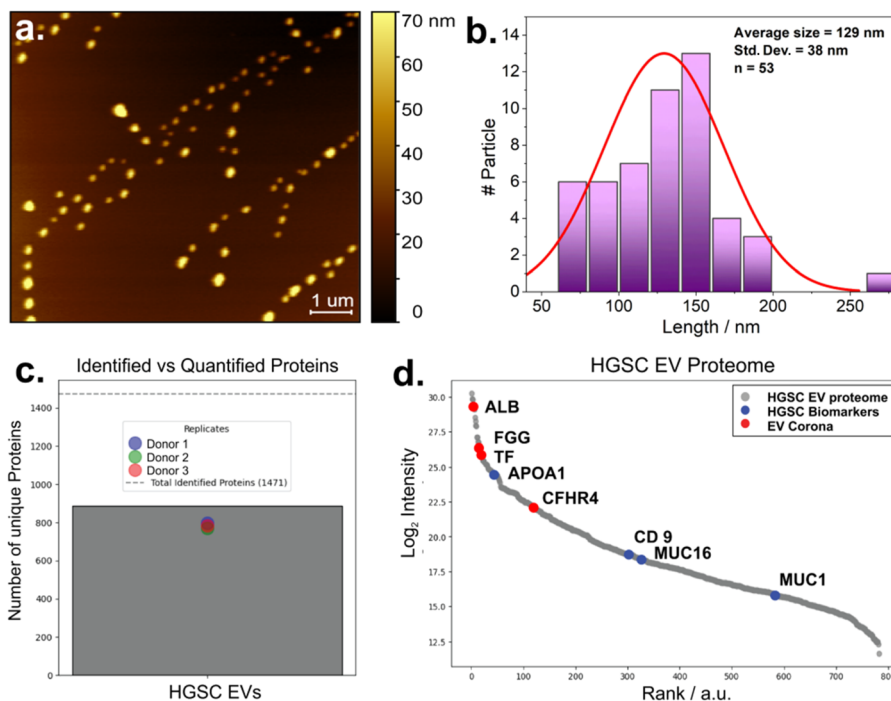 a.
70 nm
60
50
40
30
20
10
0
1 um
b.
Average size = 129 nm
Std. Dev. = 38 nm
n = 53
# Particle
14
12
10
8
6
4
2
0
50
100
150
200
250
Length / nm
c.
Identified vs Quantified Proteins
Number of unique Proteins
1400
1200
1000
800
600
400
200
0
Replicates
Donor 1
Donor 2
Donor 3
Total Identified Proteins (1471)
HGSC EVs
d.
HGSC EV Proteome
Log₂ Intensity
30.0
27.5
25.0
22.5
20.0
17.5
15.0
12.5
HGSC EV proteome
HGSC Biomarkers
EV Corona
ALB
FGG
TF
APOA1
CFHR4
CD 9
MUC16
MUC1
0
100
200
300
400
500
600
700
80
Rank / a.u.